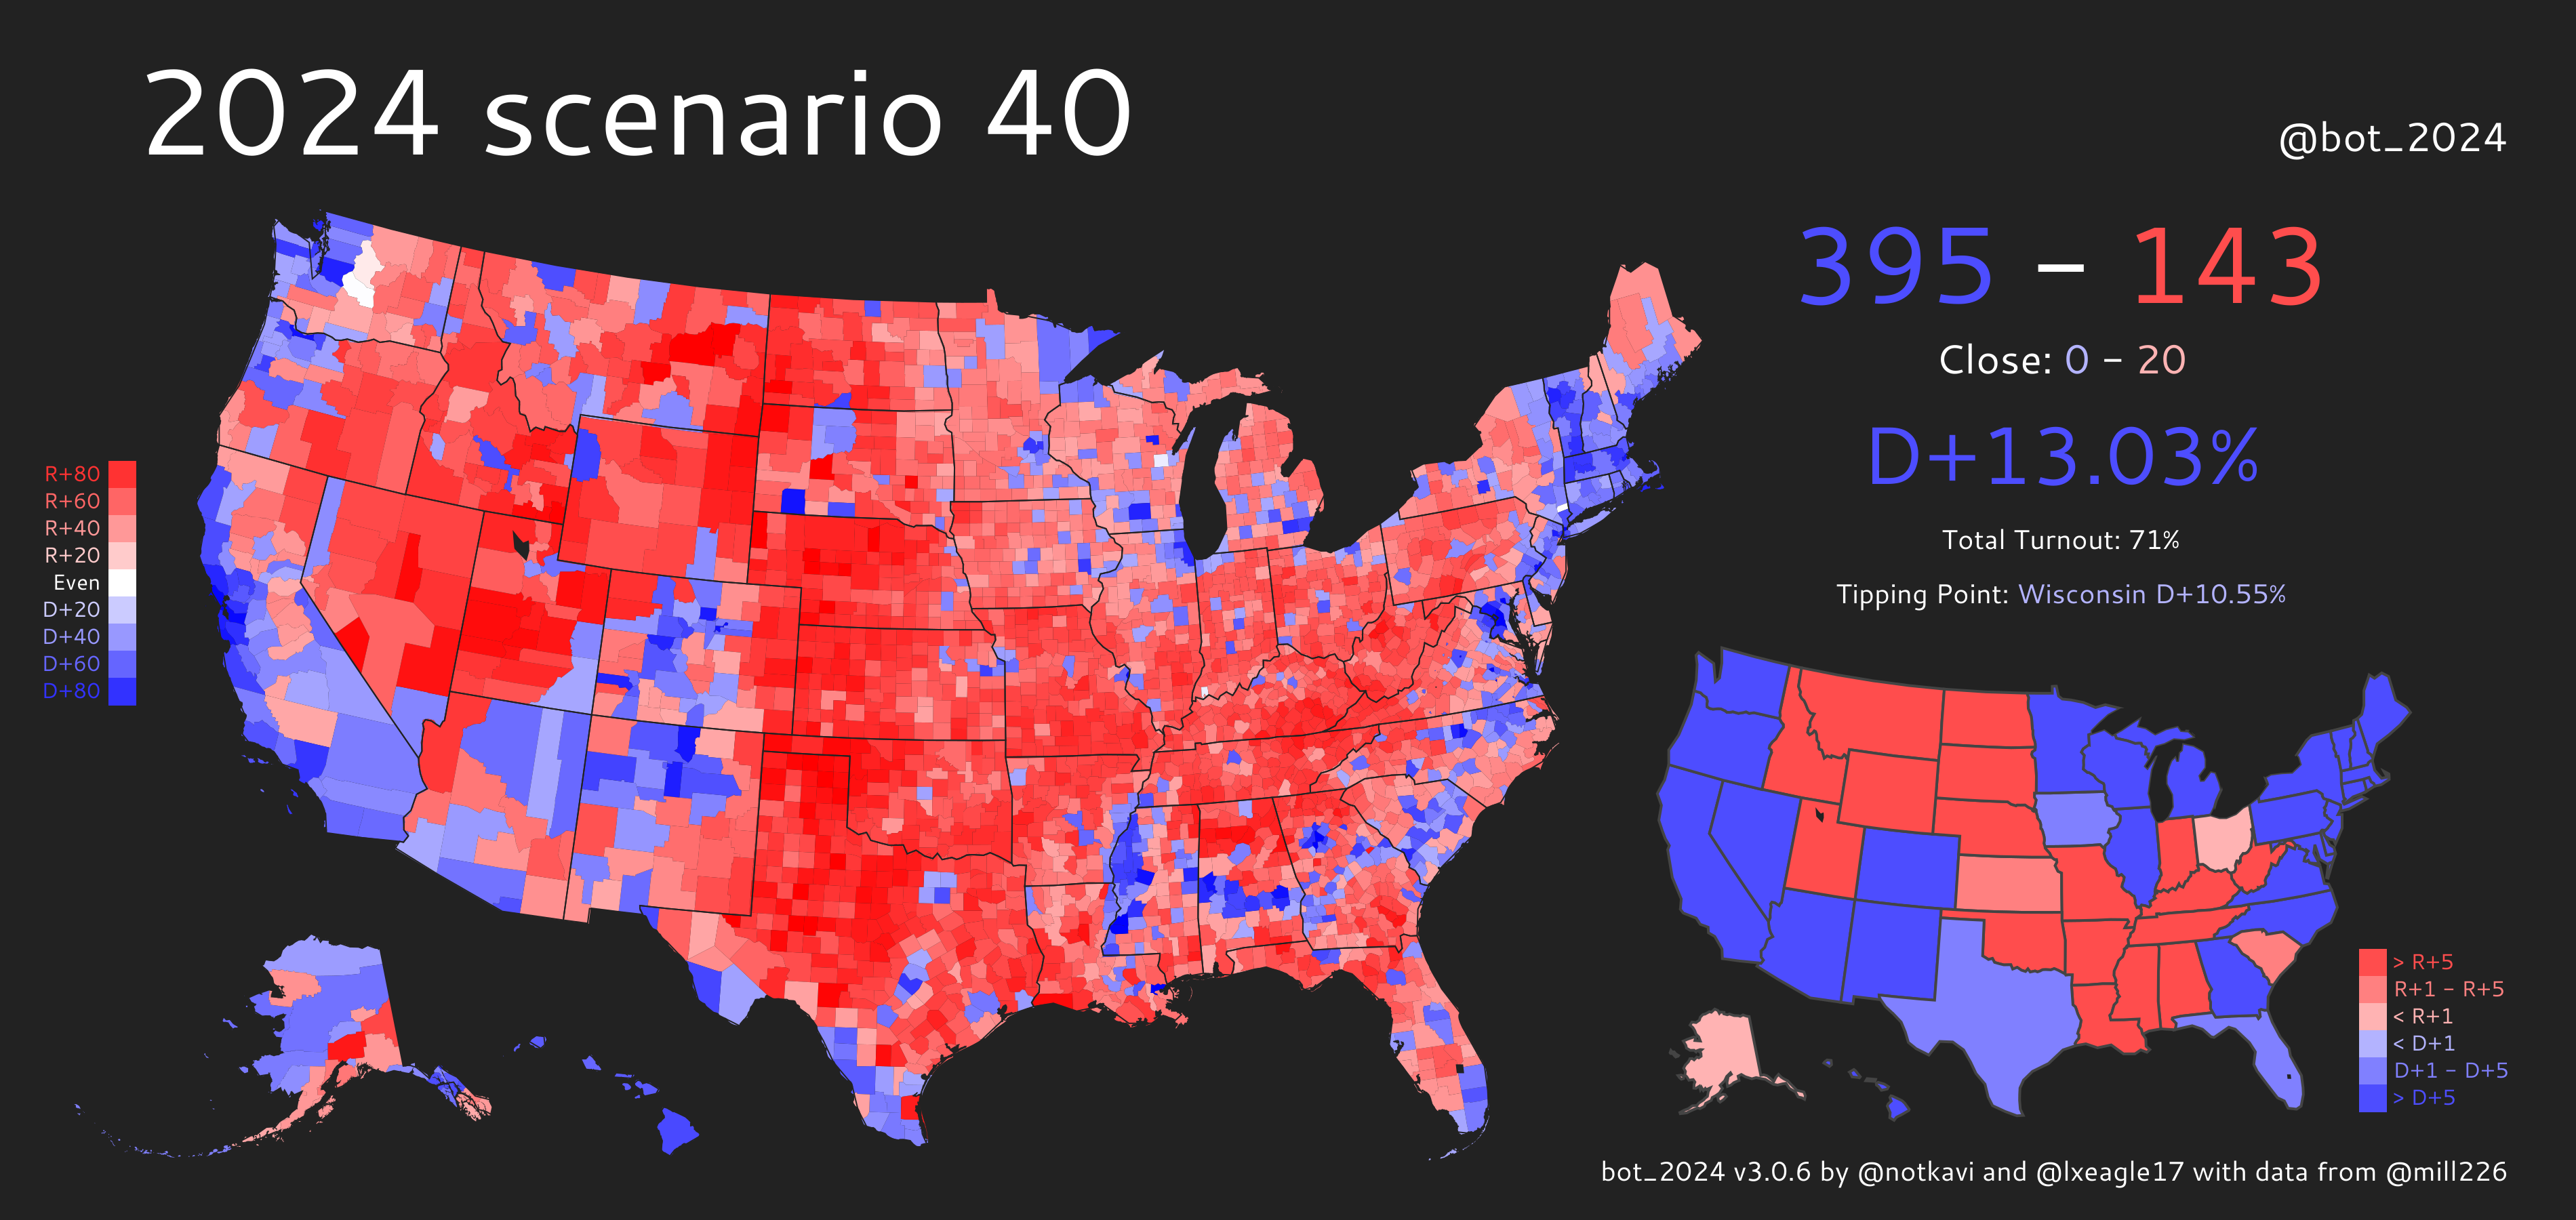 2024 scenario 40
@bot_2024
395 – 143
Close: 0 – 20
D+13.03%
Total Turnout: 71%
Tipping Point: Wisconsin D+10.55%
R+80
R+60
R+40
R+20
Even
D+20
D+40
D+60
D+80
> R+5
R+1 – R+5
< R+1
< D+1
D+1 – D+5
> D+5
bot_2024 v3.0.6 by @notkavi and @lxeagle17 with data from @mill226